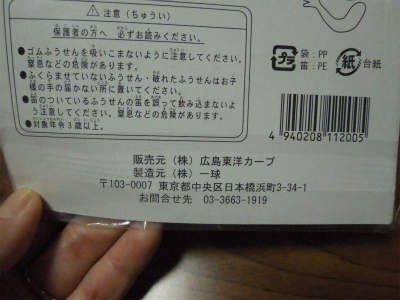 ⚠ 注意（ちゅうい）
保護者の方へ 必ずお読みください。
●ゴムふうせんを吸いこまないように注意してください。
窒息などの危険があります。
●ふくらませていないふうせん・破れたふうせんはお子
様の手の届かない所に置いてください。
●笛のついているふうせんの笛を誤って飲み込まないよ
う注意してください。窒息などの危険があります。
●対象年令3歳以上。
プラ
袋：PP
笛：PE
紙
台紙
4 940208 112005
販売元（株）広島東洋カープ
製造元（株）一球
〒103-0007 東京都中央区日本橋浜町3-34-1
お問合せ先 03-3663-1919